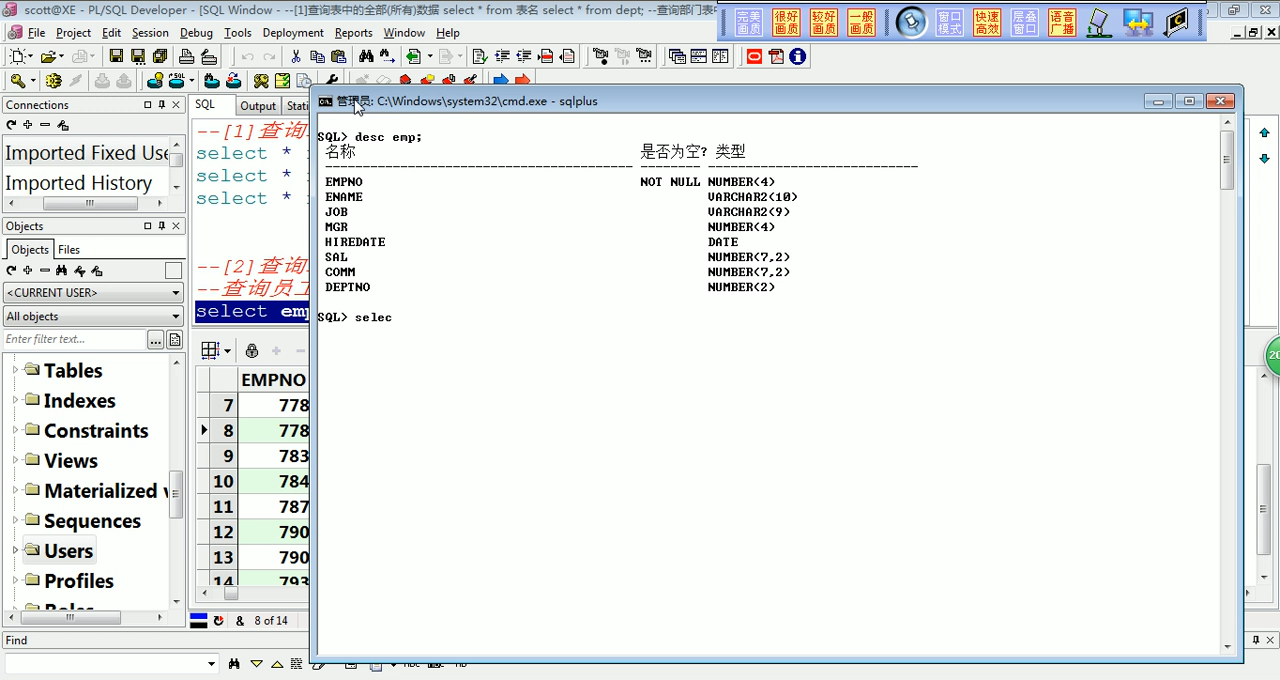 scott@XE - PL/SQL Developer - [SQL Window - --[1]查询表中的全部(所有)数据 select * from 表名 select * from dept; --查询部门表
完美画质 很好画质 较好画质 一般画质 窗口模式 快速高效 层叠窗口 语音广播
File Project Edit Session Debug Tools Deployment Reports Window Help
Connections
Imported Fixed Use
Imported History
Objects
Objects Files
<CURRENT USER>
All objects
Enter filter text...
Tables
Indexes
Constraints
Views
Materialized
Sequences
Users
Profiles
Find
SQL Output Stati
--[1]查询
select *
select *
select *
--[2]查询
--查询员工
select emp
EMPNO
7 778
8 778
9 783
10 784
11 787
12 790
13 790
14 793
& 8 of 14
管理员: C:\Windows\system32\cmd.exe - sqlplus
SQL> desc emp;
名称 是否为空? 类型
----------------------------------------- -------- ----------------------------
EMPNO NOT NULL NUMBER(4)
ENAME VARCHAR2(10)
JOB VARCHAR2(9)
MGR NUMBER(4)
HIREDATE DATE
SAL NUMBER(7,2)
COMM NUMBER(7,2)
DEPTNO NUMBER(2)
SQL> selec
20